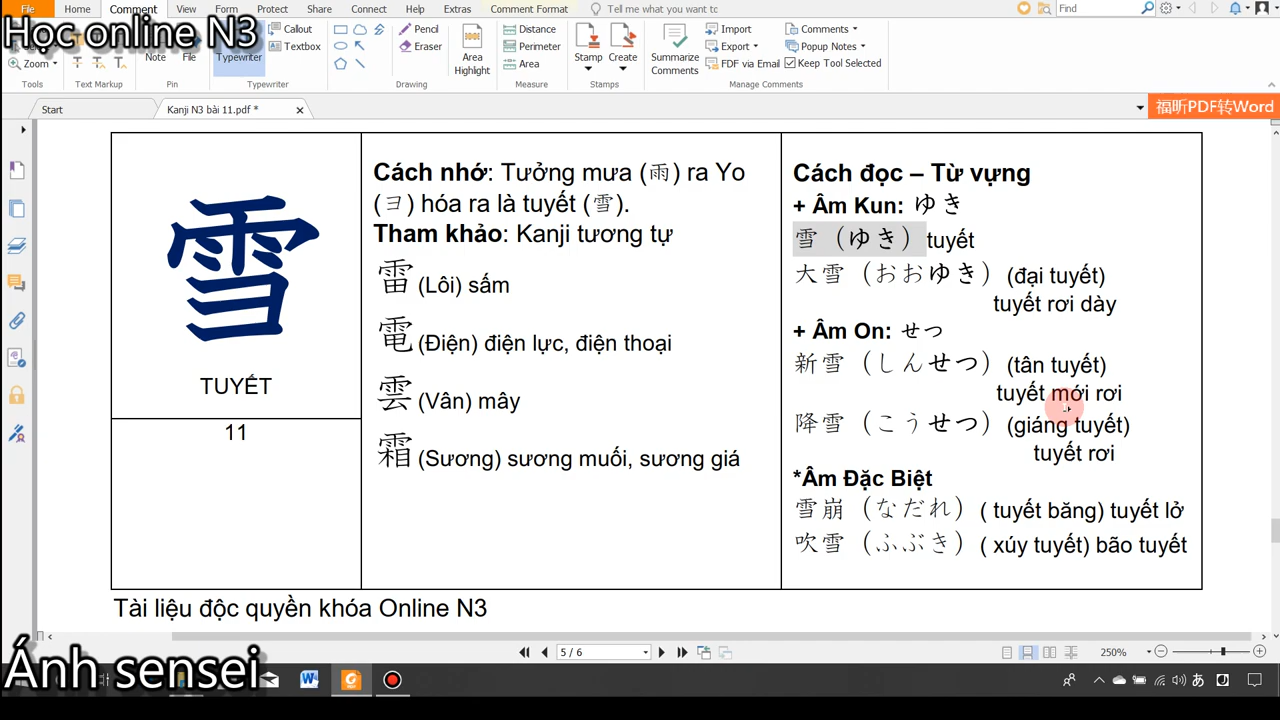 File Home Comment View Form Protect Share Connect Help Extras Comment Format Tell me what you want tc Find
Học online N3
Callout
Textbox
Pencil
Eraser
Distance
Perimeter
Area
Import
Export
FDF via Email
Comments
Popup Notes
Keep Tool Selected
Zoom
Note
File
Typewriter
Area
Highlight
Stamp
Create
Summarize
Comments
Tools
Text Markup
Pin
Typewriter
Drawing
Measure
Stamps
Manage Comments
Start
Kanji N3 bài 11.pdf *
福昕PDF转Word
雪
TUYẾT
11
Cách nhớ: Tưởng mưa (雨) ra Yo
(ヨ) hóa ra là tuyết (雪).
Tham khảo: Kanji tương tự
雷 (Lôi) sấm
電 (Điện) điện lực, điện thoại
雲 (Vân) mây
霜 (Sương) sương muối, sương giá
Cách đọc – Từ vựng
+ Âm Kun: ゆき
雪（ゆき）tuyết
大雪（おおゆき）(đại tuyết)
tuyết rơi dày
+ Âm On: せつ
新雪（しんせつ）(tân tuyết)
tuyết mới rơi
降雪（こうせつ）(giáng tuyết)
tuyết rơi
*Âm Đặc Biệt
雪崩（なだれ）( tuyết băng) tuyết lở
吹雪（ふぶき）( xúy tuyết) bão tuyết
Tài liệu độc quyền khóa Online N3
5 / 6
250%
Ánh sensei
あ